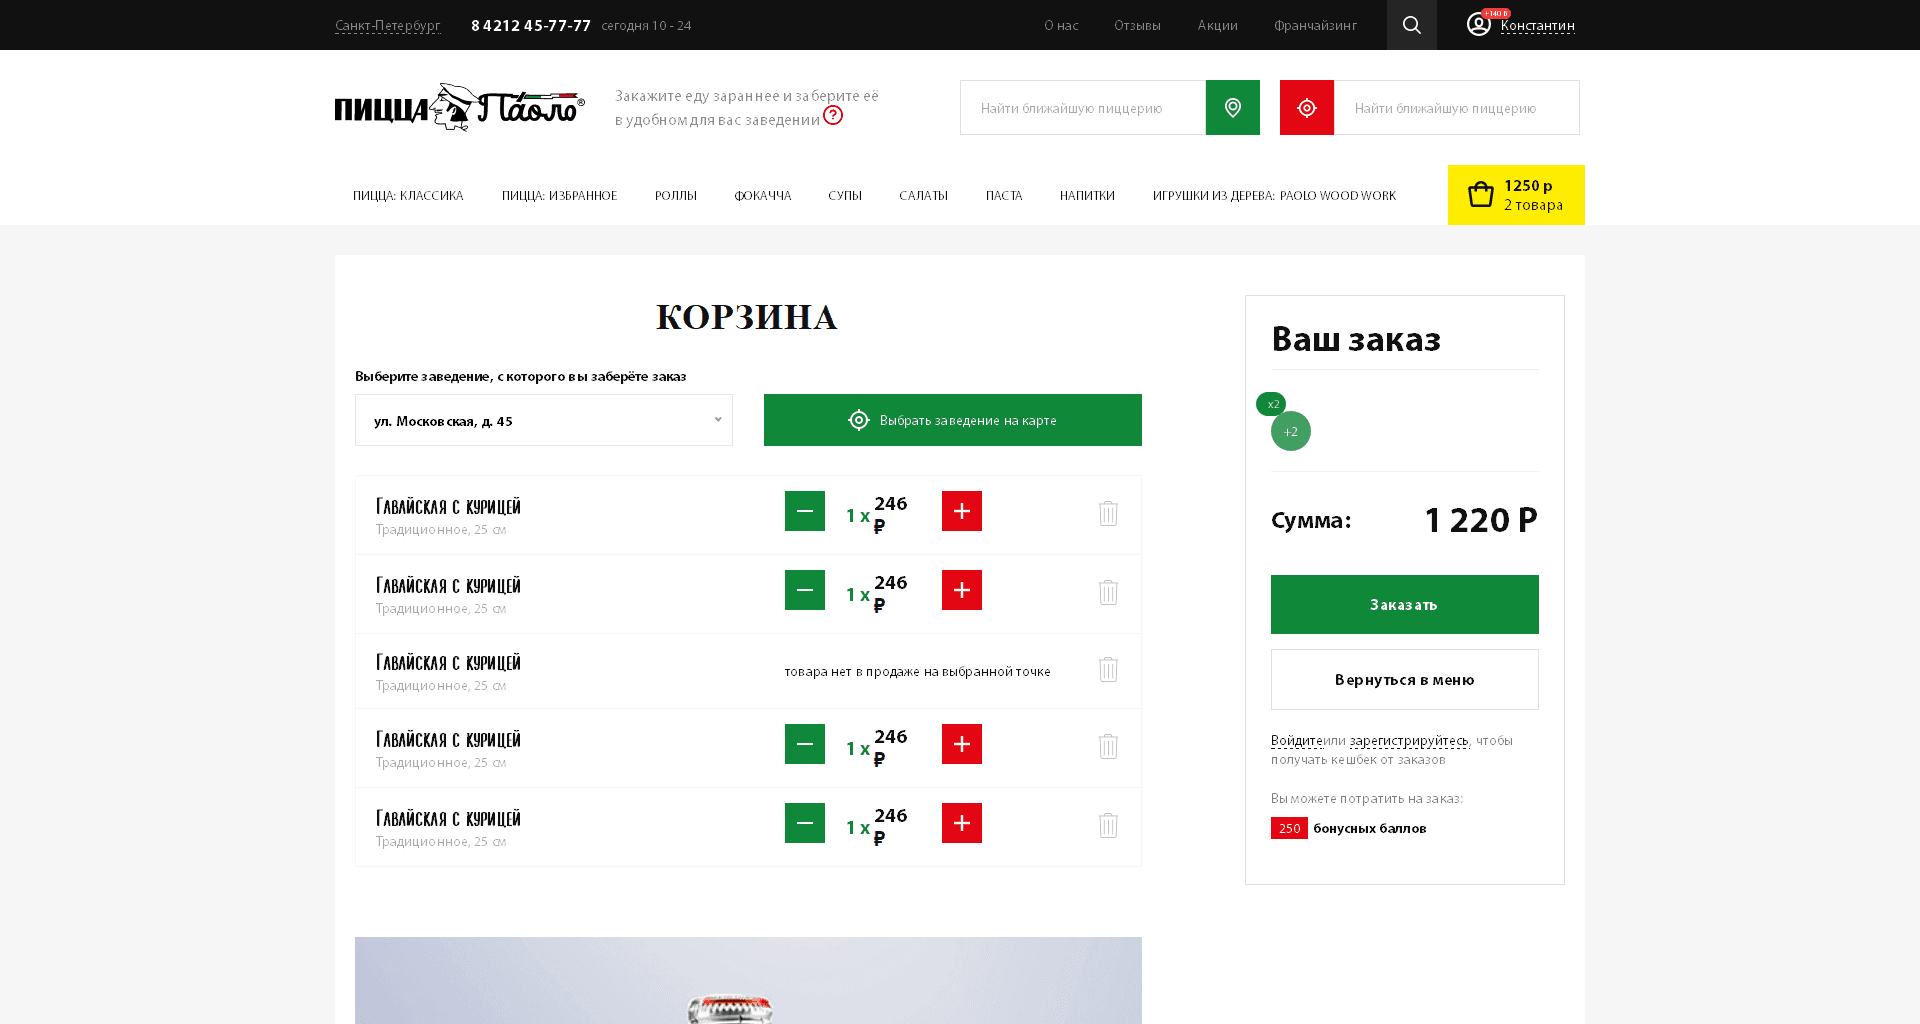 Санкт-Петербург
8 4212 45-77-77
сегодня 10 - 24
О нас
Отзывы
Акции
Франчайзинг
+140 Б
Константин
ПИЦЦА Паоло®
Закажите еду заранее и заберите её
в удобном для вас заведении ?
Найти ближайшую пиццерию
Найти ближайшую пиццерию
ПИЦЦА: КЛАССИКА
ПИЦЦА: ИЗБРАННОЕ
РОЛЛЫ
ФОКАЧЧА
СУПЫ
САЛАТЫ
ПАСТА
НАПИТКИ
ИГРУШКИ ИЗ ДЕРЕВА: PAOLO WOOD WORK
1250 р
2 товара
КОРЗИНА
Выберите заведение, с которого вы заберёте заказ
ул. Московская, д. 45
Выбрать заведение на карте
Гавайская с курицей
Традиционное, 25 см
1 х 246 ₽
Гавайская с курицей
Традиционное, 25 см
1 х 246 ₽
Гавайская с курицей
Традиционное, 25 см
товара нет в продаже на выбранной точке
Гавайская с курицей
Традиционное, 25 см
1 х 246 ₽
Гавайская с курицей
Традиционное, 25 см
1 х 246 ₽
Ваш заказ
x2
+2
Сумма:
1 220 Р
Заказать
Вернуться в меню
Войдите или зарегистрируйтесь, чтобы
получать кешбек от заказов
Вы можете потратить на заказ:
250 бонусных баллов